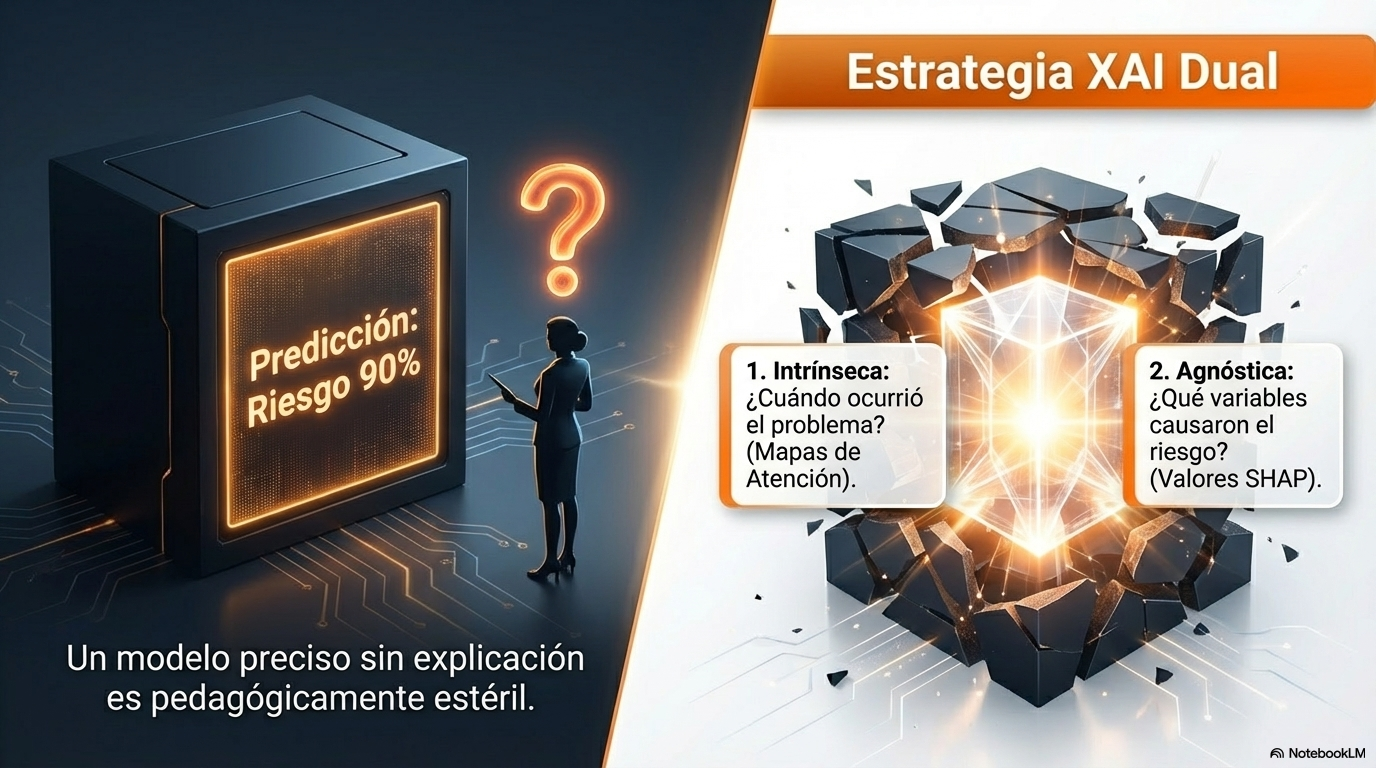 Predicción:
Riesgo 90%
Un modelo preciso sin explicación
es pedagógicamente estéril.
Estrategia XAI Dual
1. Intrínseca:
¿Cuándo ocurrió
el problema?
(Mapas de
Atención).
2. Agnóstica:
¿Qué variables
causaron el
riesgo?
(Valores SHAP).
NotebookLM